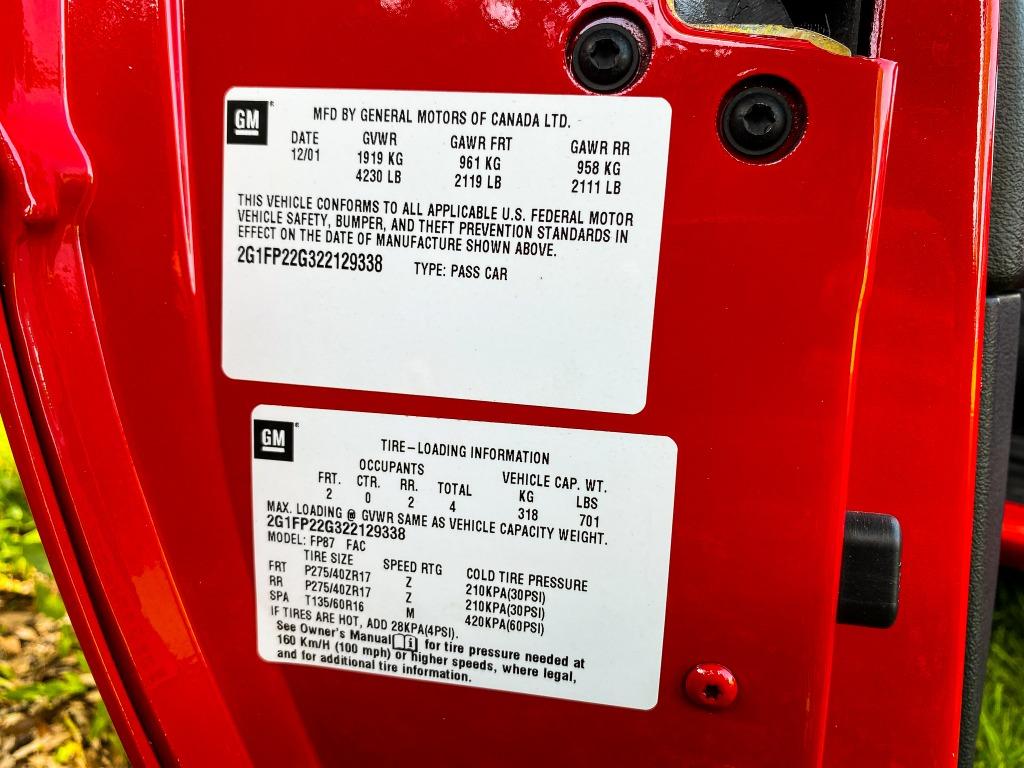 GM®
MFD BY GENERAL MOTORS OF CANADA LTD.
DATE GVWR GAWR FRT GAWR RR
12/01 1919 KG 961 KG 958 KG
4230 LB 2119 LB 2111 LB
THIS VEHICLE CONFORMS TO ALL APPLICABLE U.S. FEDERAL MOTOR
VEHICLE SAFETY, BUMPER, AND THEFT PREVENTION STANDARDS IN
EFFECT ON THE DATE OF MANUFACTURE SHOWN ABOVE.
2G1FP22G322129338 TYPE: PASS CAR
GM®
TIRE-LOADING INFORMATION
OCCUPANTS VEHICLE CAP. WT.
FRT. CTR. RR. TOTAL KG LBS
2 0 2 4 318 701
MAX. LOADING @ GVWR SAME AS VEHICLE CAPACITY WEIGHT.
2G1FP22G322129338
MODEL: FP87 FAC
TIRE SIZE SPEED RTG COLD TIRE PRESSURE
FRT P275/40ZR17 Z 210KPA(30PSI)
RR P275/40ZR17 Z 210KPA(30PSI)
SPA T135/60R16 M 420KPA(60PSI)
IF TIRES ARE HOT, ADD 28KPA(4PSI).
See Owner's Manual i for tire pressure needed at
160 Km/H (100 mph) or higher speeds, where legal,
and for additional tire information.